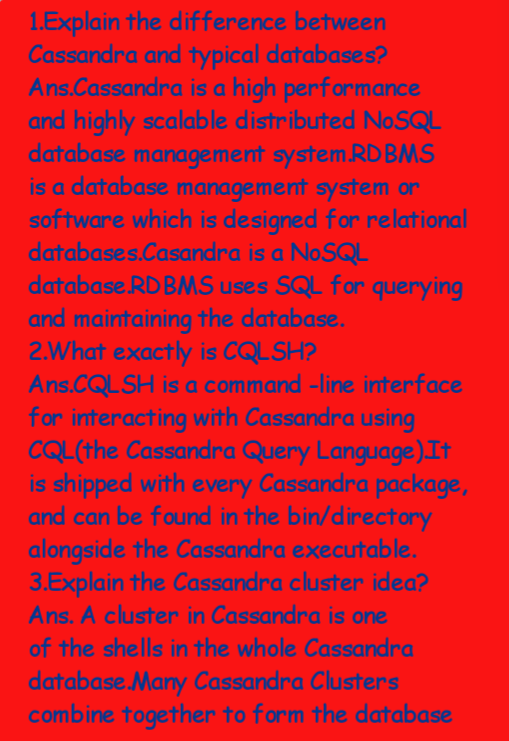 1.Explain the difference between
Cassandra and typical databases?
Ans.Cassandra is a high performance
and highly scalable distributed NoSQL
database management system.RDBMS
is a database management system or
software which is designed for relational
databases.Casandra is a NoSQL
database.RDBMS uses SQL for querying
and maintaining the database.
2.What exactly is CQLSH?
Ans.CQLSH is a command -line interface
for interacting with Cassandra using
CQL(the Cassandra Query Language).It
is shipped with every Cassandra package,
and can be found in the bin/directory
alongside the Cassandra executable.
3.Explain the Cassandra cluster idea?
Ans. A cluster in Cassandra is one
of the shells in the whole Cassandra
database.Many Cassandra Clusters
combine together to form the database